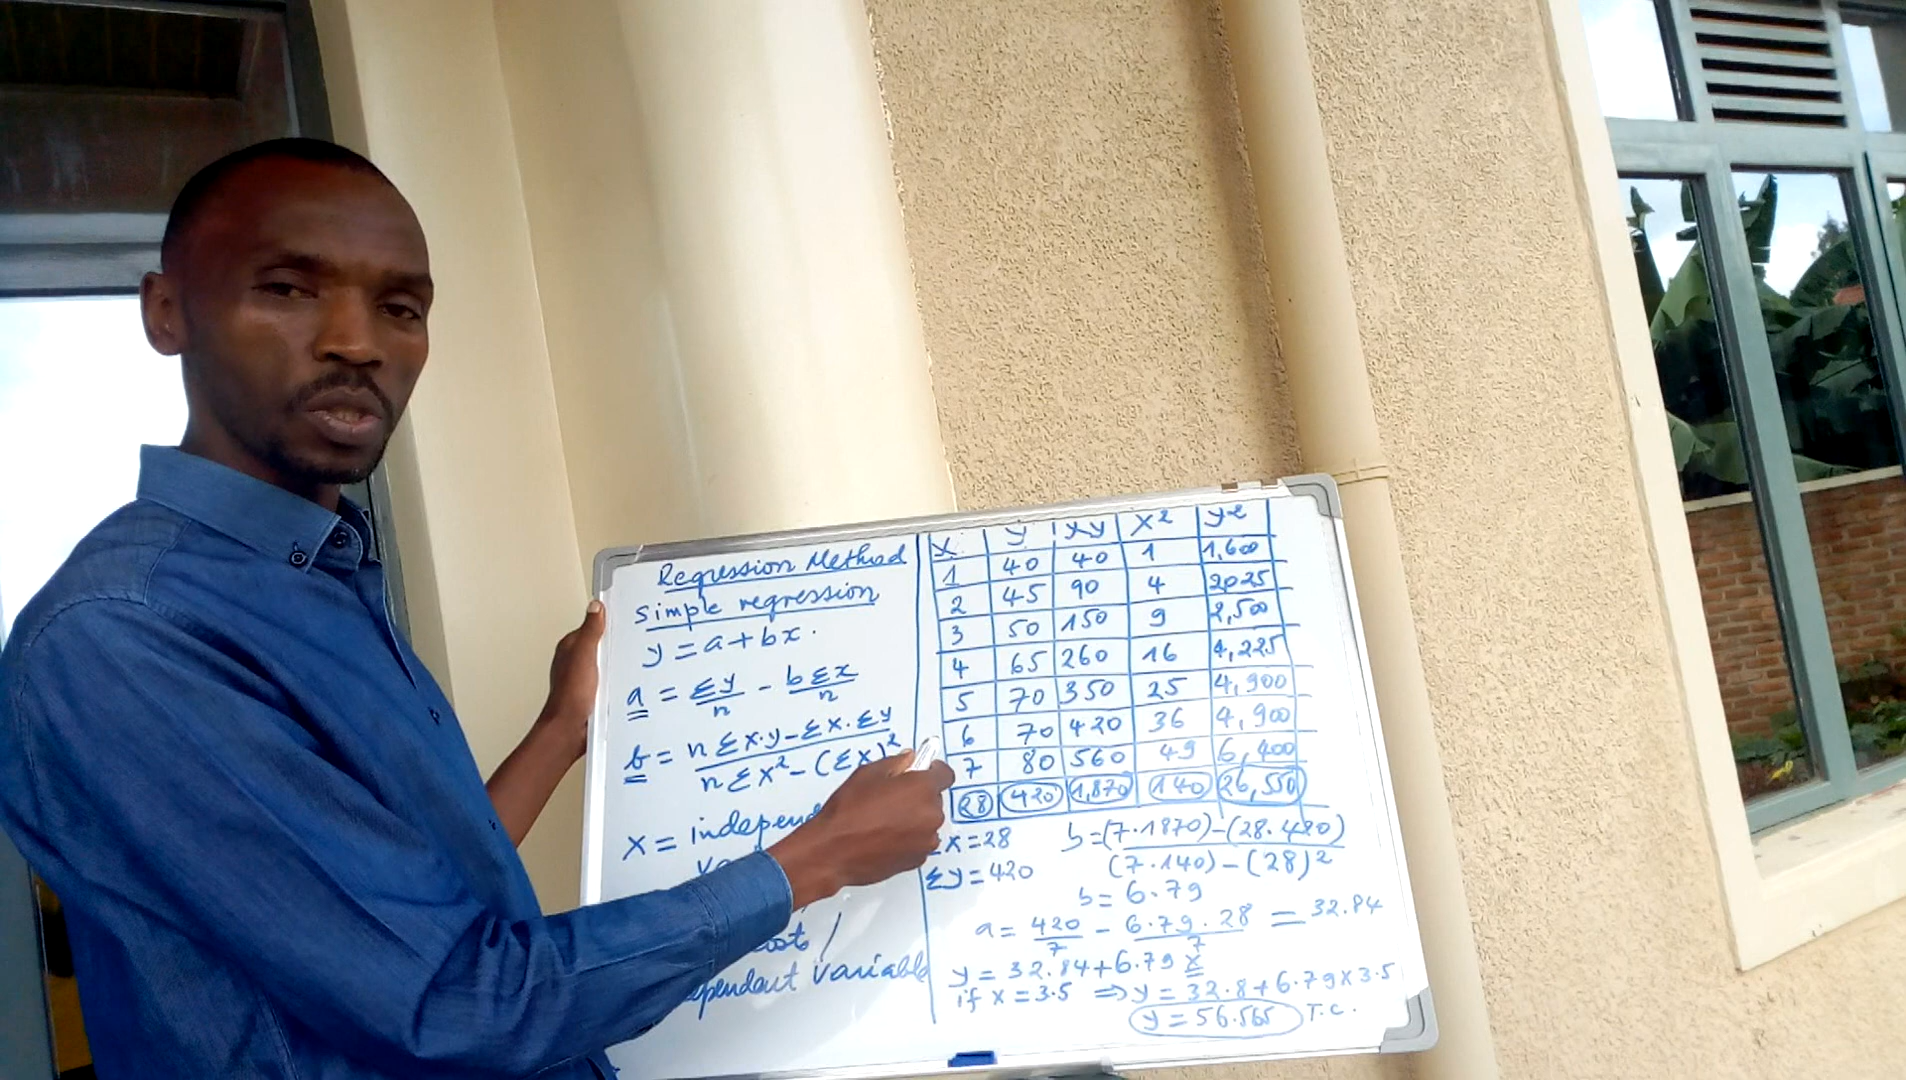 Regression Method
simple regression
y = a + bx.
a = Σy/n - bΣx/n
b = nΣx.y - Σx.Σy / nΣx² - (Σx)²
x = independ
cost /
ependent variable
x y xy x² y²
1 40 40 1 1,600
2 45 90 4 2025
3 50 150 9 2,500
4 65 260 16 4,225
5 70 350 25 4,900
6 70 420 36 4,900
7 80 560 49 6,400
28 420 1,870 140 26,550
Σx = 28
Σy = 420
b = (7.1870) - (28.420) / (7.140) - (28)²
b = 6.79
a = 420/7 - 6.79.28/7 = 32.84
y = 32.84 + 6.79 x
if x = 3.5 ⇒ y = 32.8 + 6.79 x 3.5
y = 56.565 T.C.